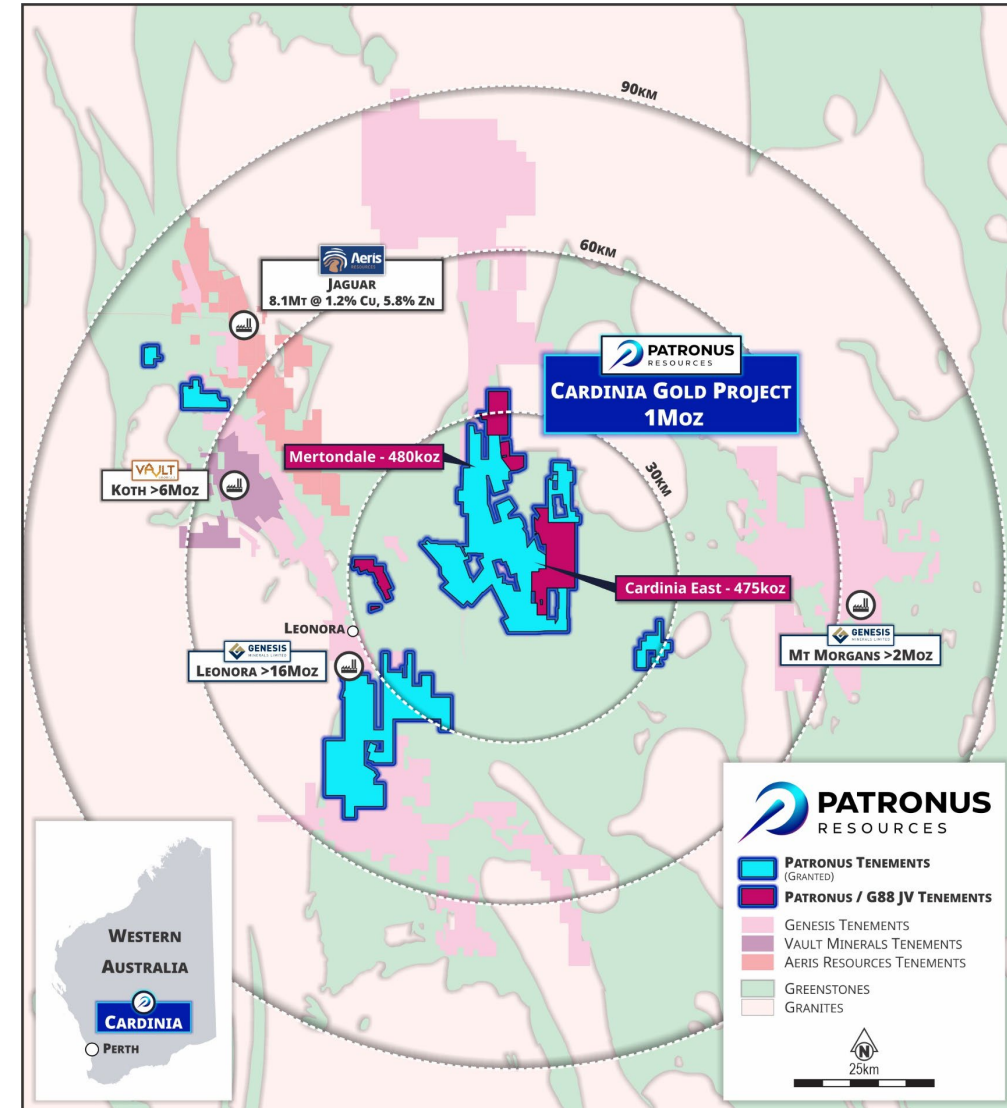 90KM
60KM
30KM
Aeris
RESOURCES
JAGUAR
8.1MT @ 1.2% CU, 5.8% ZN
PATRONUS
RESOURCES
CARDINIA GOLD PROJECT
1MOZ
Mertondale - 480koz
VAULT
KOTH >6MOZ
Cardinia East - 475koz
LEONORA
GENESIS
MINERALS LIMITED
LEONORA >16MOZ
GENESIS
MINERALS LIMITED
MT MORGANS >2MOZ
WESTERN
AUSTRALIA
CARDINIA
PERTH
PATRONUS
RESOURCES
PATRONUS TENEMENTS
(GRANTED)
PATRONUS / G88 JV TENEMENTS
GENESIS TENEMENTS
VAULT MINERALS TENEMENTS
AERIS RESOURCES TENEMENTS
GREENSTONES
GRANITES
N
25km